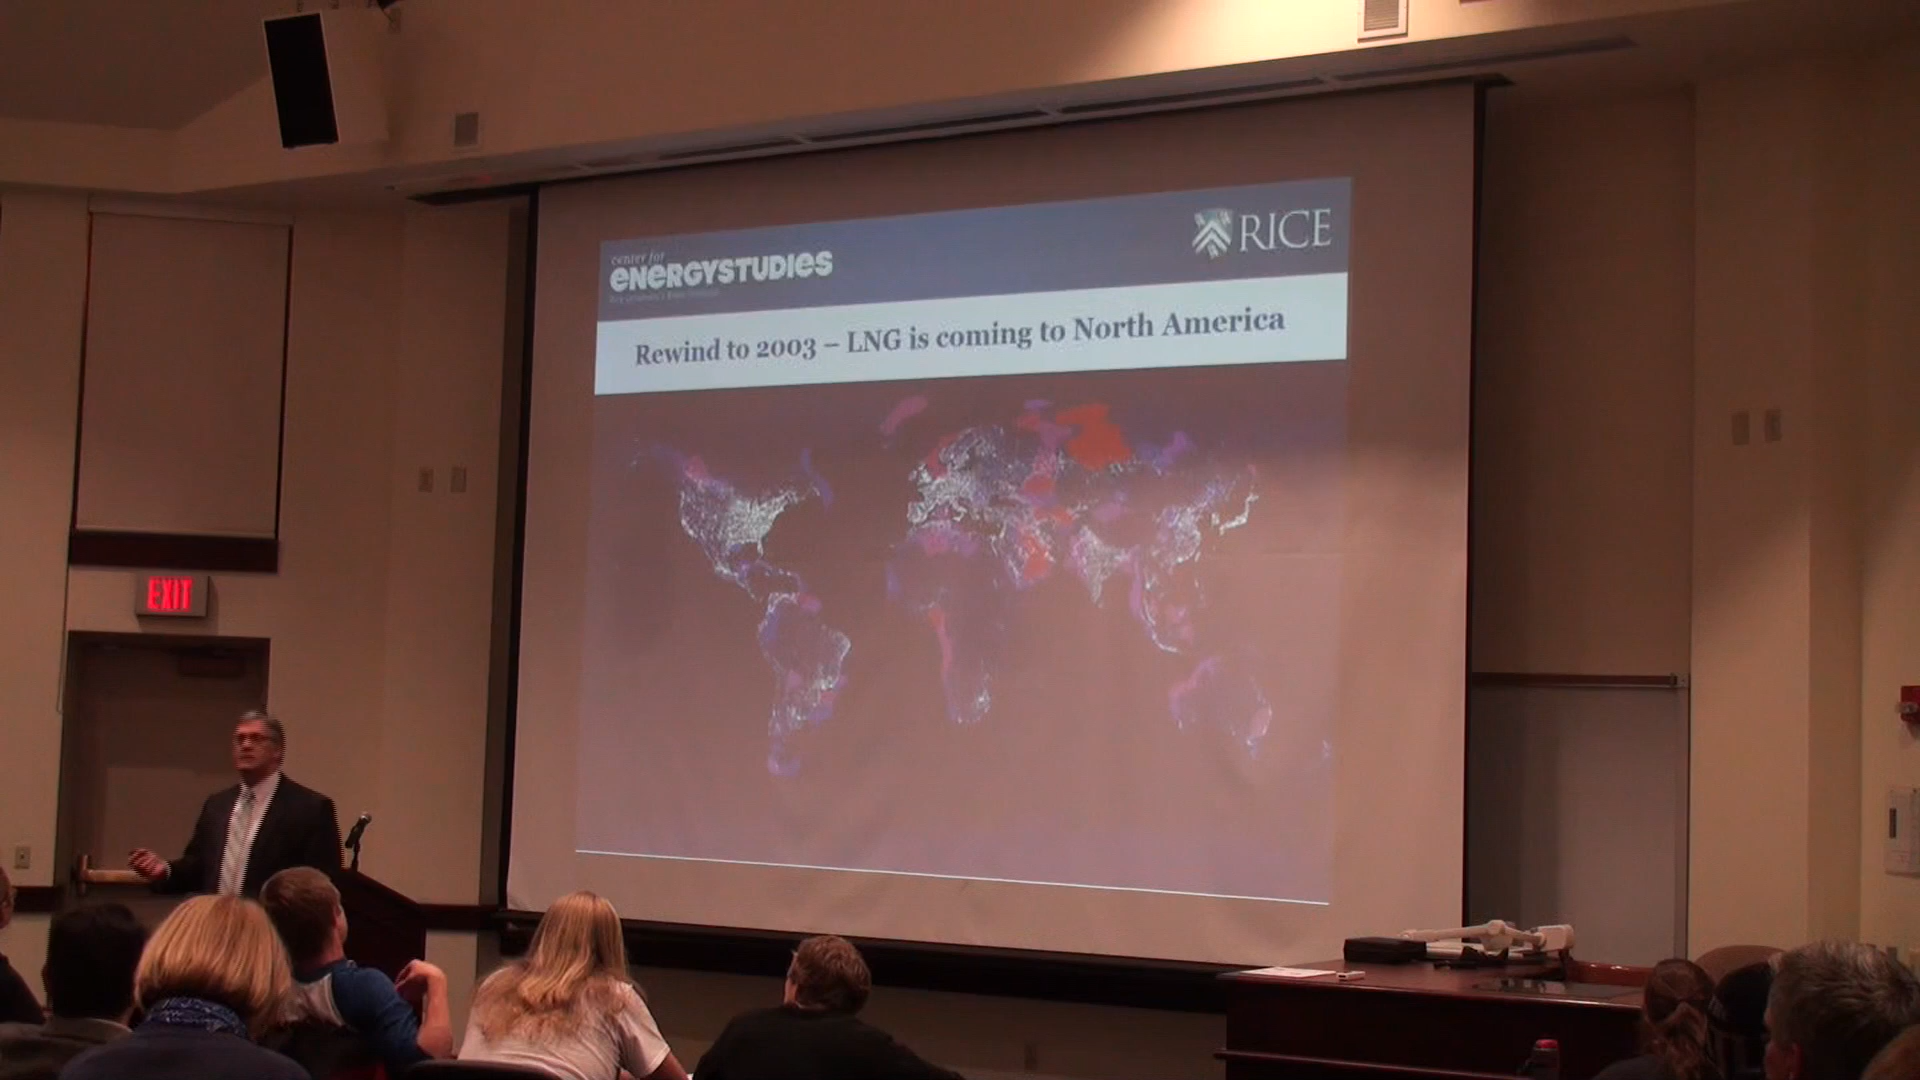 center for
ENERGYSTUDIES
RICE
Rewind to 2003 – LNG is coming to North America
EXIT